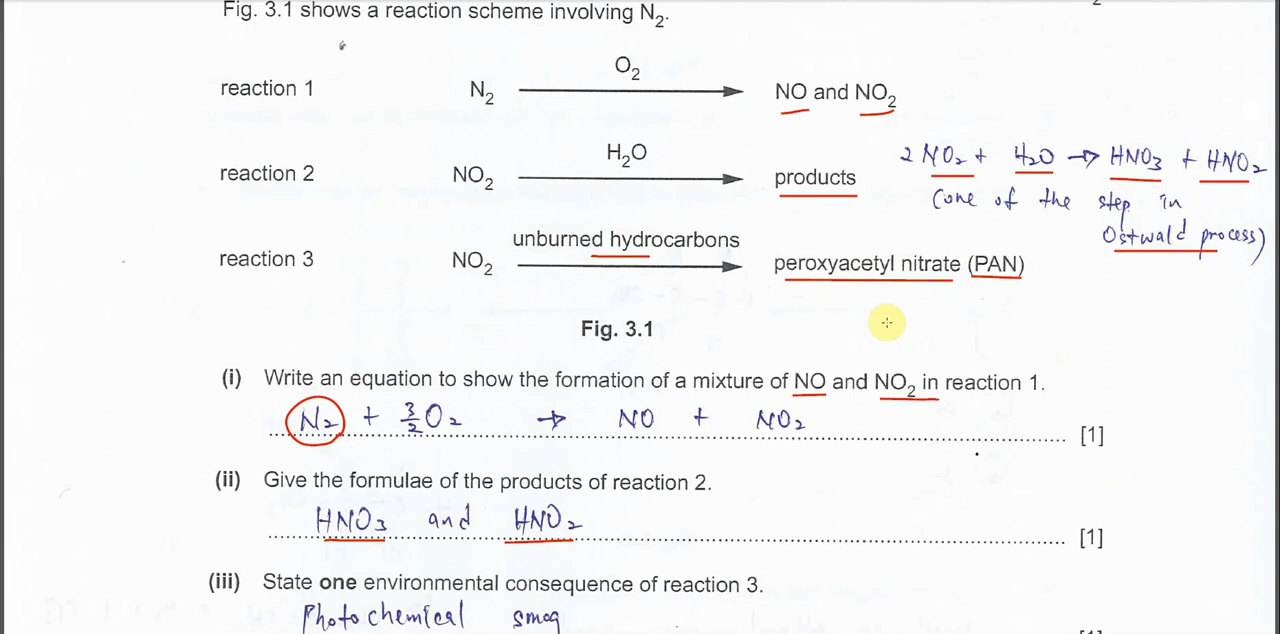 Fig. 3.1 shows a reaction scheme involving N₂.
reaction 1 N₂ O₂ NO and NO₂
reaction 2 NO₂ H₂O products
2 NO₂ + H₂O → HNO₃ + HNO₂
(one of the step in
Ostwald process)
reaction 3 NO₂ unburned hydrocarbons peroxyacetyl nitrate (PAN)
Fig. 3.1
(i) Write an equation to show the formation of a mixture of NO and NO₂ in reaction 1.
N₂ + 3/2 O₂ → NO + NO₂ [1]
(ii) Give the formulae of the products of reaction 2.
HNO₃ and HNO₂ [1]
(iii) State one environmental consequence of reaction 3.
Photochemical smog